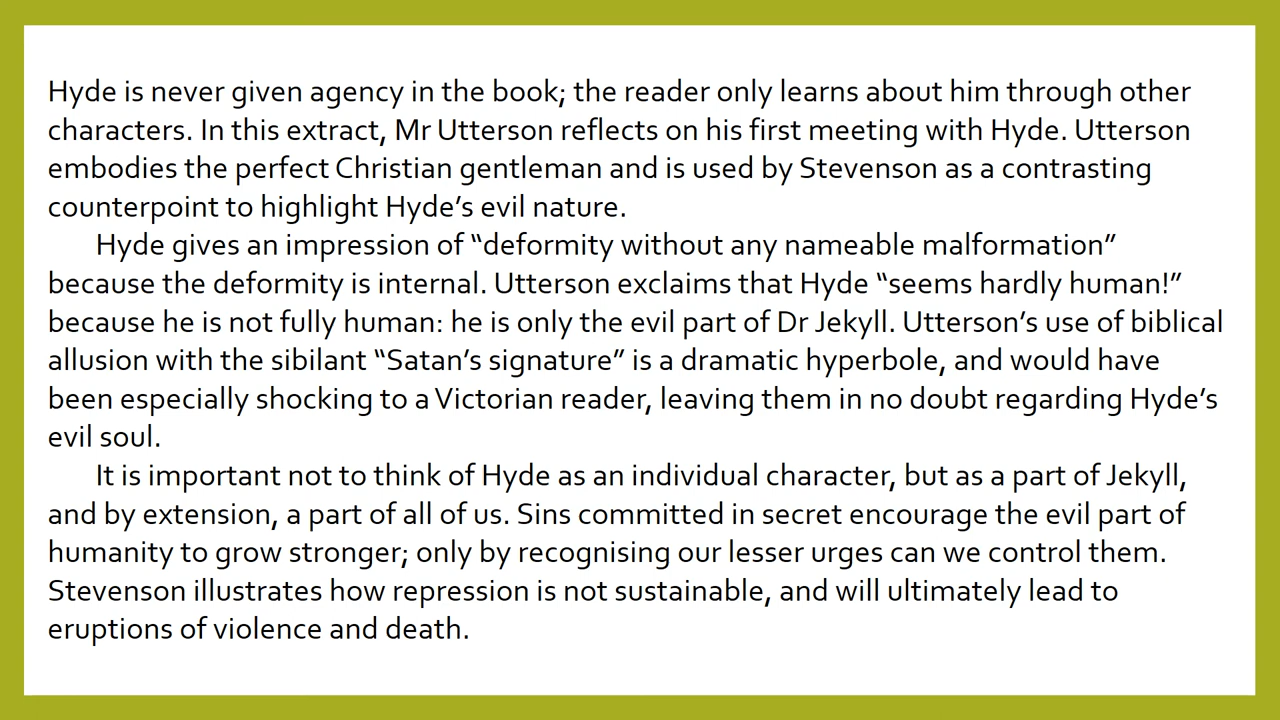 Hyde is never given agency in the book; the reader only learns about him through other
characters. In this extract, Mr Utterson reflects on his first meeting with Hyde. Utterson
embodies the perfect Christian gentleman and is used by Stevenson as a contrasting
counterpoint to highlight Hyde’s evil nature.
Hyde gives an impression of “deformity without any nameable malformation”
because the deformity is internal. Utterson exclaims that Hyde “seems hardly human!”
because he is not fully human: he is only the evil part of Dr Jekyll. Utterson’s use of biblical
allusion with the sibilant “Satan’s signature” is a dramatic hyperbole, and would have
been especially shocking to a Victorian reader, leaving them in no doubt regarding Hyde’s
evil soul.
It is important not to think of Hyde as an individual character, but as a part of Jekyll,
and by extension, a part of all of us. Sins committed in secret encourage the evil part of
humanity to grow stronger; only by recognising our lesser urges can we control them.
Stevenson illustrates how repression is not sustainable, and will ultimately lead to
eruptions of violence and death.